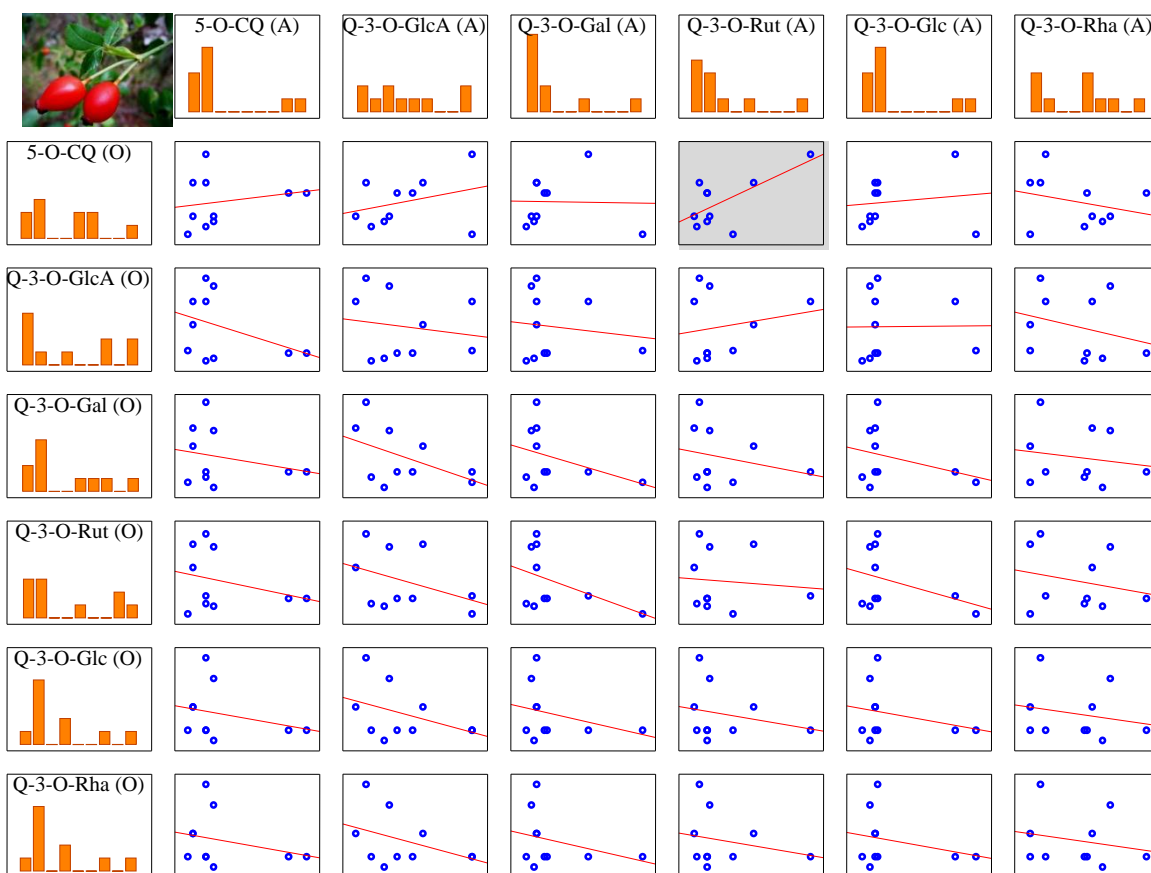 5-O-CQ (A)
Q-3-O-GlcA (A)
Q-3-O-Gal (A)
Q-3-O-Rut (A)
Q-3-O-Glc (A)
Q-3-O-Rha (A)
5-O-CQ (O)
Q-3-O-GlcA (O)
Q-3-O-Gal (O)
Q-3-O-Rut (O)
Q-3-O-Glc (O)
Q-3-O-Rha (O)